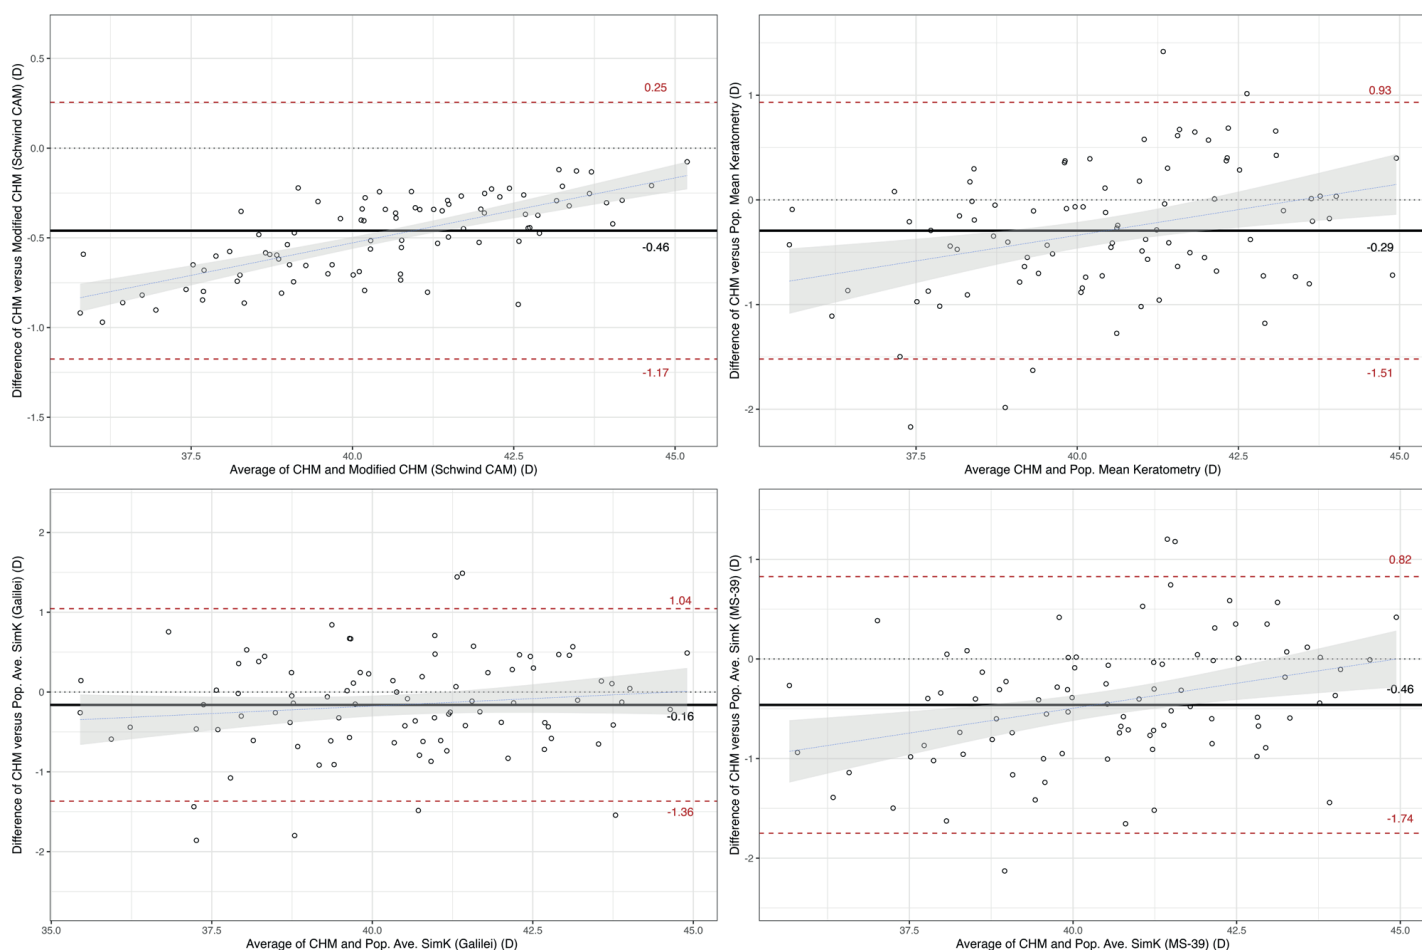 Difference of CHM versus Modified CHM (Schwind CAM) (D)
0.5
0.0
-0.5
-1.0
-1.5
0.25
-0.46
-1.17
37.5 40.0 42.5 45.0
Average of CHM and Modified CHM (Schwind CAM) (D)
Difference of CHM versus Pop. Mean Keratometry (D)
1
0
-1
-2
0.93
-0.29
-1.51
37.5 40.0 42.5 45.0
Average CHM and Pop. Mean Keratometry (D)
Difference of CHM versus Pop. Ave. SimK (Galilei) (D)
2
1
0
-1
-2
1.04
-0.16
-1.36
35.0 37.5 40.0 42.5 45.0
Average of CHM and Pop. Ave. SimK (Galilei) (D)
Difference of CHM versus Pop. Ave. SimK (MS-39) (D)
1
0
-1
-2
0.82
-0.46
-1.74
37.5 40.0 42.5 45.0
Average of CHM and Pop. Ave. SimK (MS-39) (D)